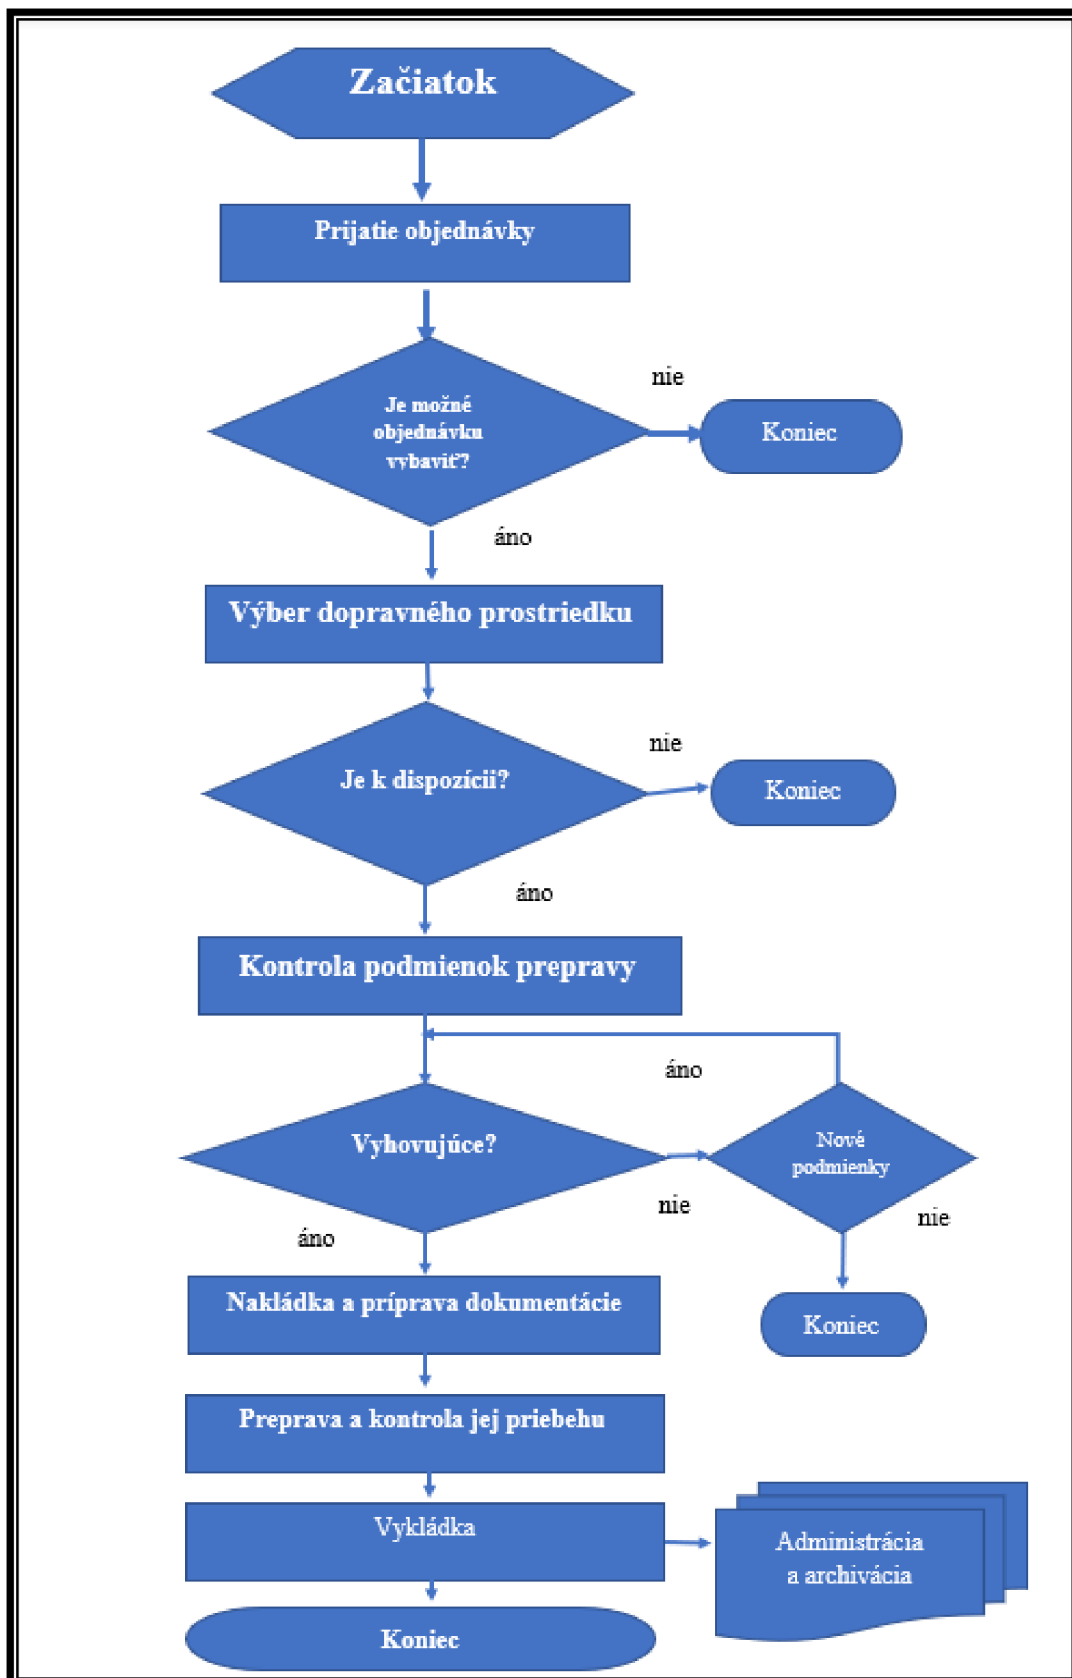 Začiatok
Prijatie objednávky
nie
Je možné
objednávku
vybaviť?
Koniec
áno
Výber dopravného prostriedku
nie
Je k dispozícii?
Koniec
áno
Kontrola podmienok prepravy
áno
Vyhovujúce?
Nové
podmienky
nie
nie
áno
Nakládka a príprava dokumentácie
Koniec
Preprava a kontrola jej priebehu
Vykládka
Administrácia
a archivácia
Koniec